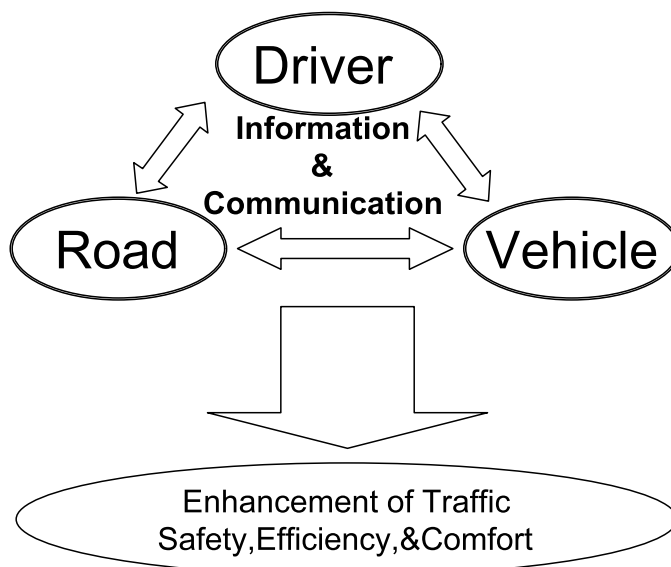 Driver
Information
&
Communication
Road
Vehicle
Enhancement of Traffic
Safety,Efficiency,&Comfort